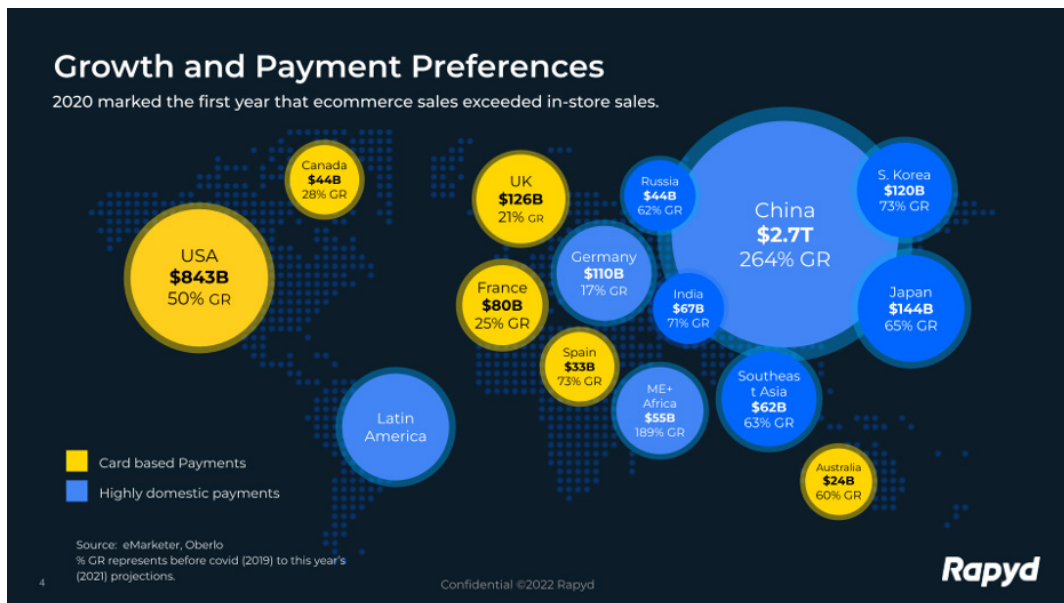 Growth and Payment Preferences
2020 marked the first year that ecommerce sales exceeded in-store sales.
Canada
$44B
28% GR
USA
$843B
50% GR
UK
$126B
21% GR
France
$80B
25% GR
Germany
$110B
17% GR
Spain
$33B
73% GR
Russia
$44B
62% GR
China
$2.7T
264% GR
S. Korea
$120B
73% GR
India
$67B
71% GR
Japan
$144B
65% GR
Latin
America
ME+
Africa
$55B
189% GR
Southeas
t Asia
$62B
63% GR
Australia
$24B
60% GR
Card based Payments
Highly domestic payments
Source: eMarketer, Oberlo
% GR represents before covid (2019) to this year's
(2021) projections.
4
Confidential ©2022 Rapyd
Rapyd